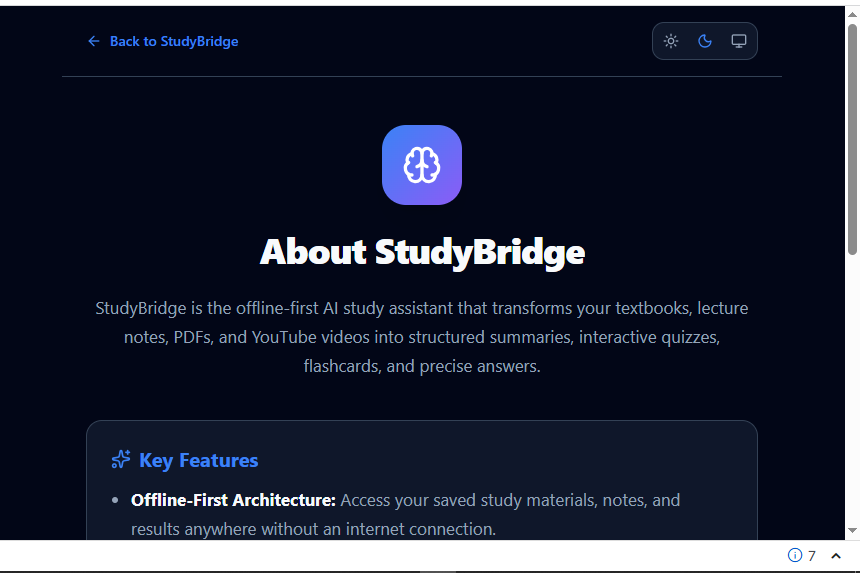 Back to StudyBridge
About StudyBridge
StudyBridge is the offline-first AI study assistant that transforms your textbooks, lecture
notes, PDFs, and YouTube videos into structured summaries, interactive quizzes,
flashcards, and precise answers.
Key Features
• Offline-First Architecture: Access your saved study materials, notes, and
results anywhere without an internet connection.
7